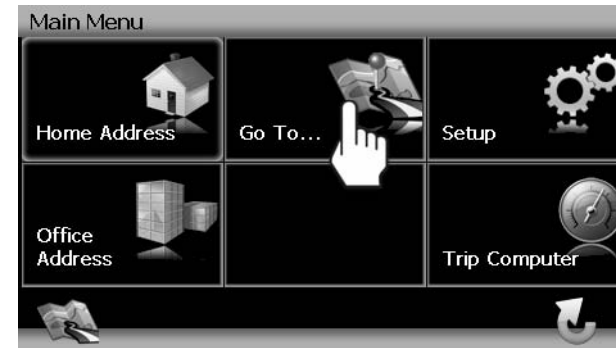 Main Menu
Home Address
Go To...
Setup
Office
Address
Trip Computer